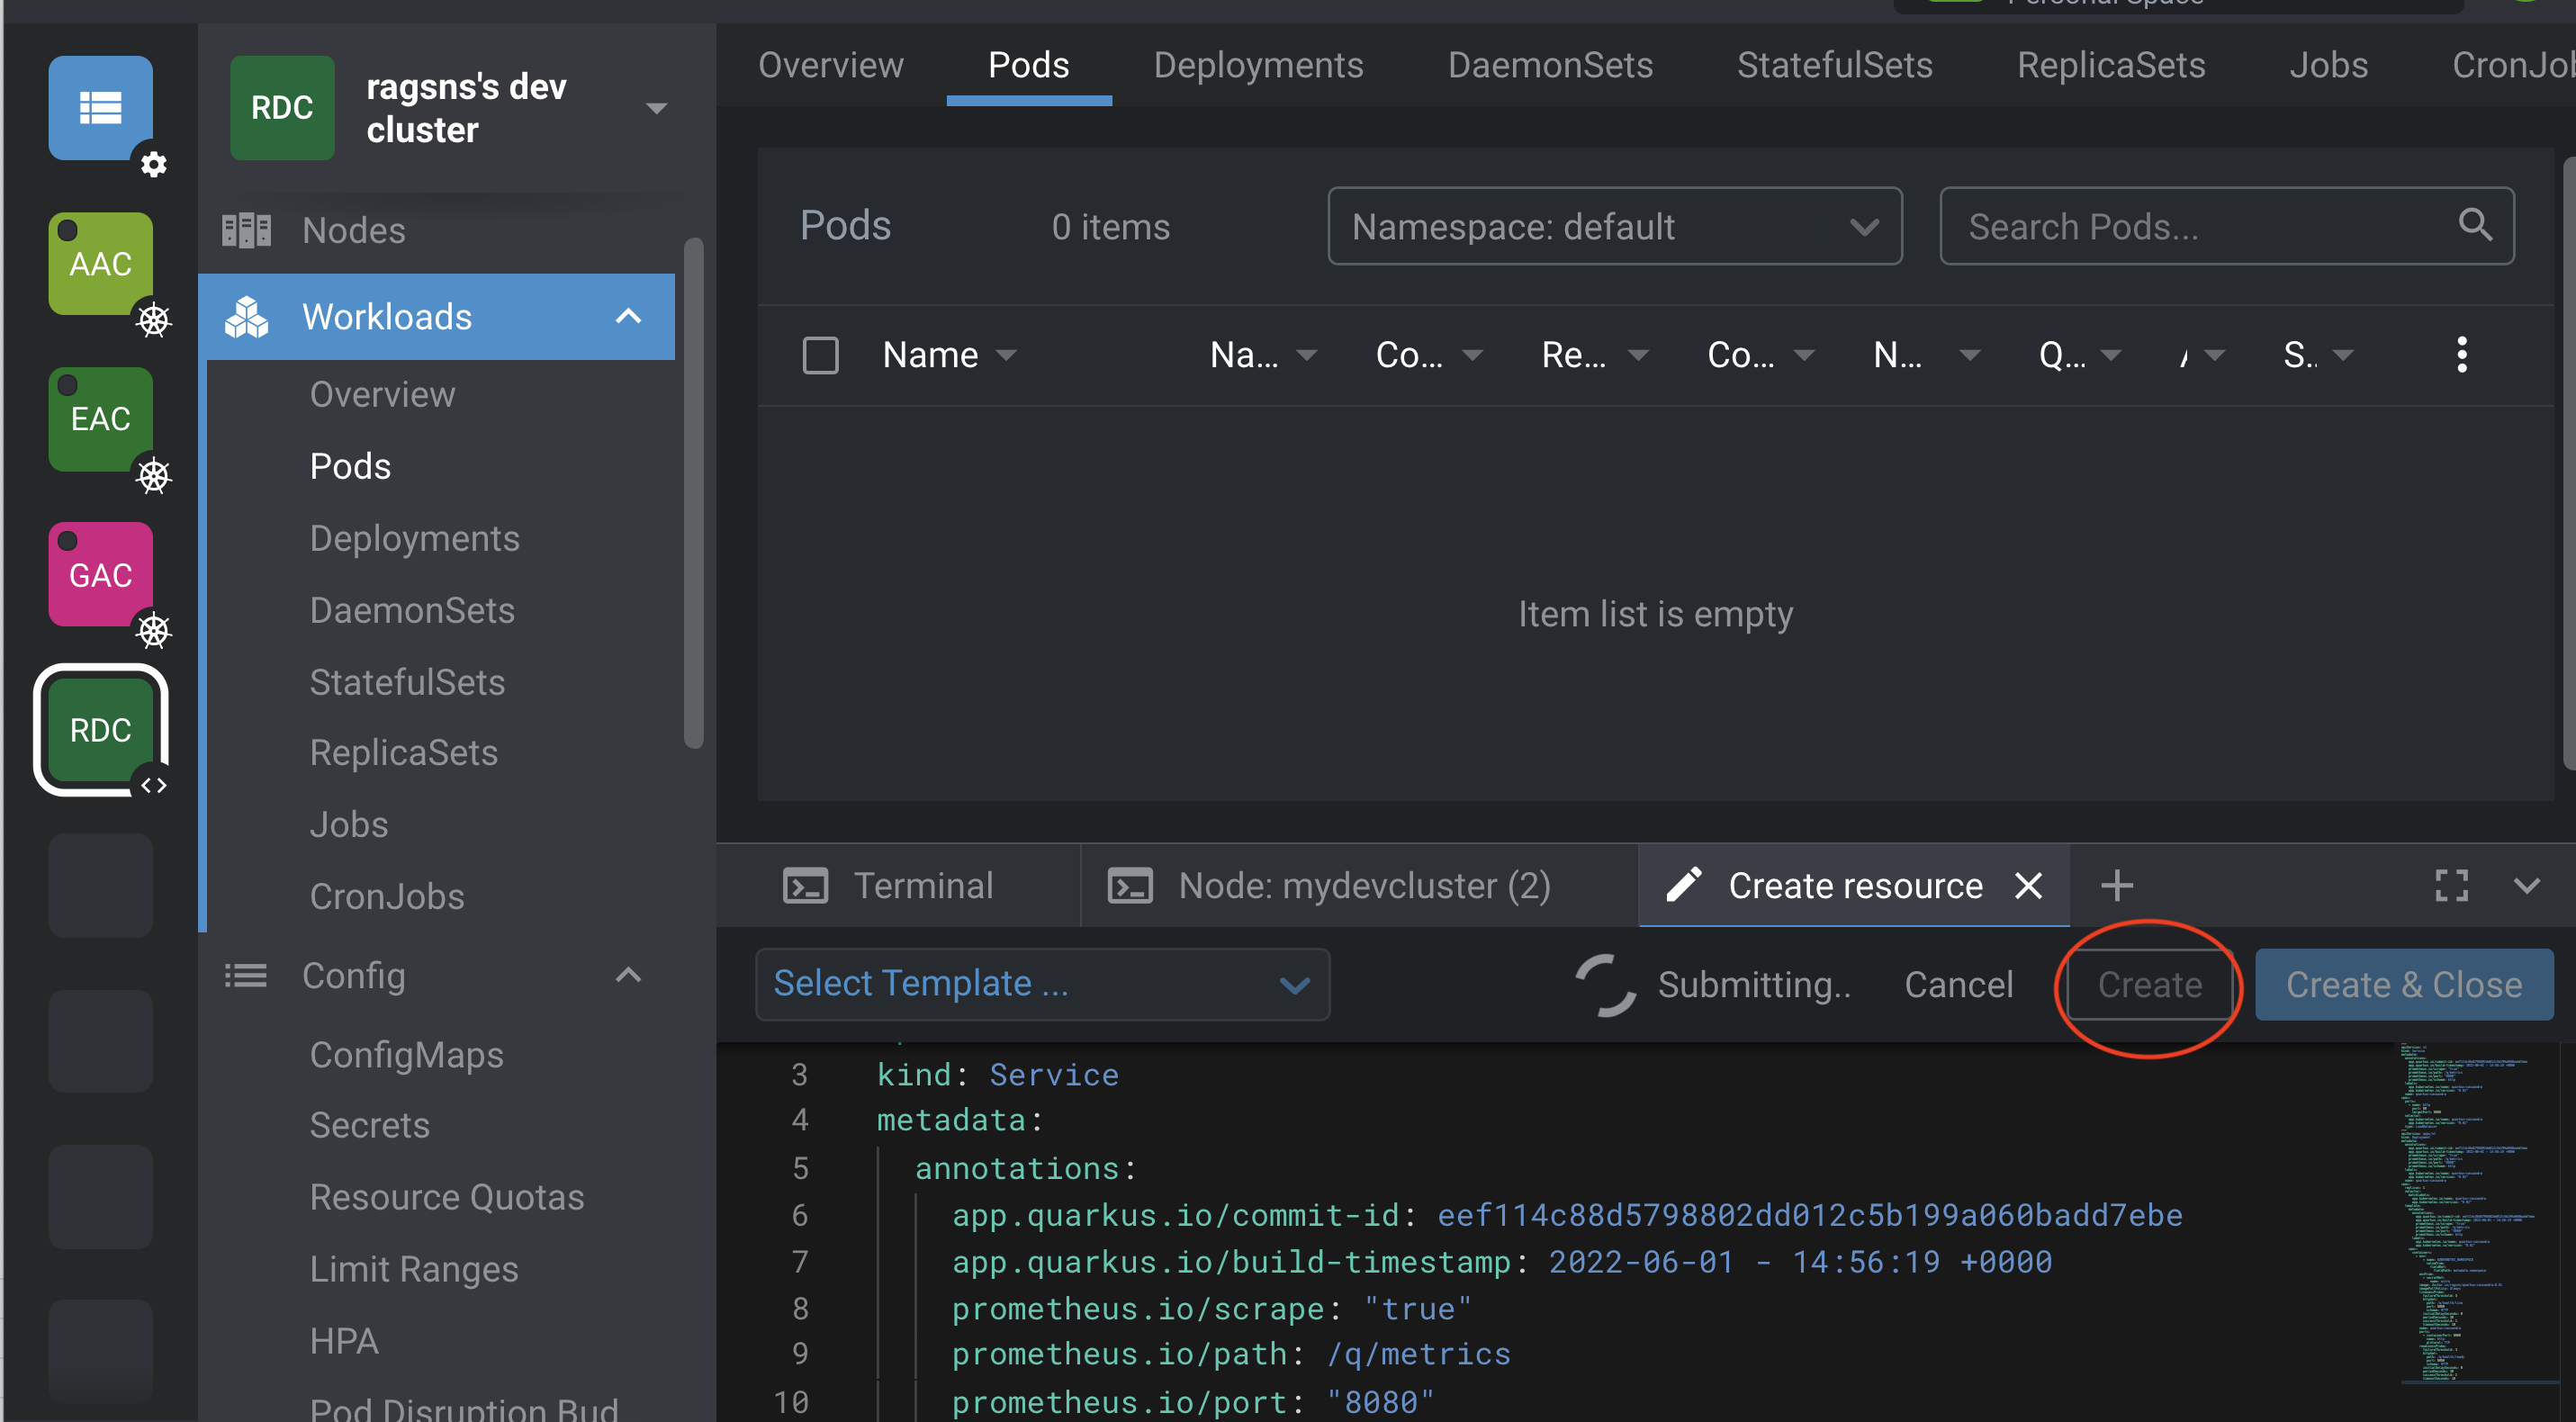 Personal Space
AAC
EAC
GAC
RDC
RDC
ragsns's dev
cluster
Nodes
Workloads
Overview
Pods
Deployments
DaemonSets
StatefulSets
ReplicaSets
Jobs
CronJobs
Config
ConfigMaps
Secrets
Resource Quotas
Limit Ranges
HPA
Pod Disruption Bud
Overview Pods Deployments DaemonSets StatefulSets ReplicaSets Jobs CronJob
Pods 0 items Namespace: default Search Pods...
Name Na... Co... Re... Co... N... Q... S..
Item list is empty
Terminal Node: mydevcluster (2) Create resource
Select Template ... Submitting.. Cancel Create Create & Close
3 kind: Service
4 metadata:
5 annotations:
6 app.quarkus.io/commit-id: eef114c88d5798802dd012c5b199a060badd7ebe
7 app.quarkus.io/build-timestamp: 2022-06-01 - 14:56:19 +0000
8 prometheus.io/scrape: "true"
9 prometheus.io/path: /q/metrics
10 prometheus.io/port: "8080"